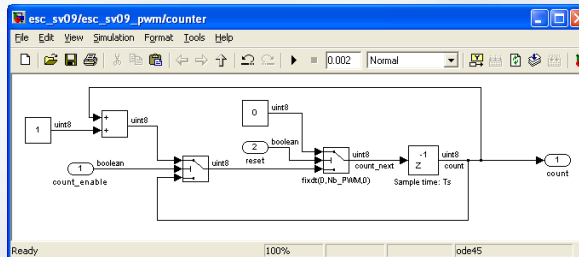 esc_sv09/esc_sv09_pwm/counter
File Edit View Simulation Format Tools Help
0.002 Normal
1 uint8
+
+
uint8
0 uint8
2 boolean
reset
1 boolean
count_enable
uint8
uint8
count_next
fixdt(0,Nb_PWM,0)
-1
z
uint8
count
Sample time: Ts
1
count
Ready 100% ode45